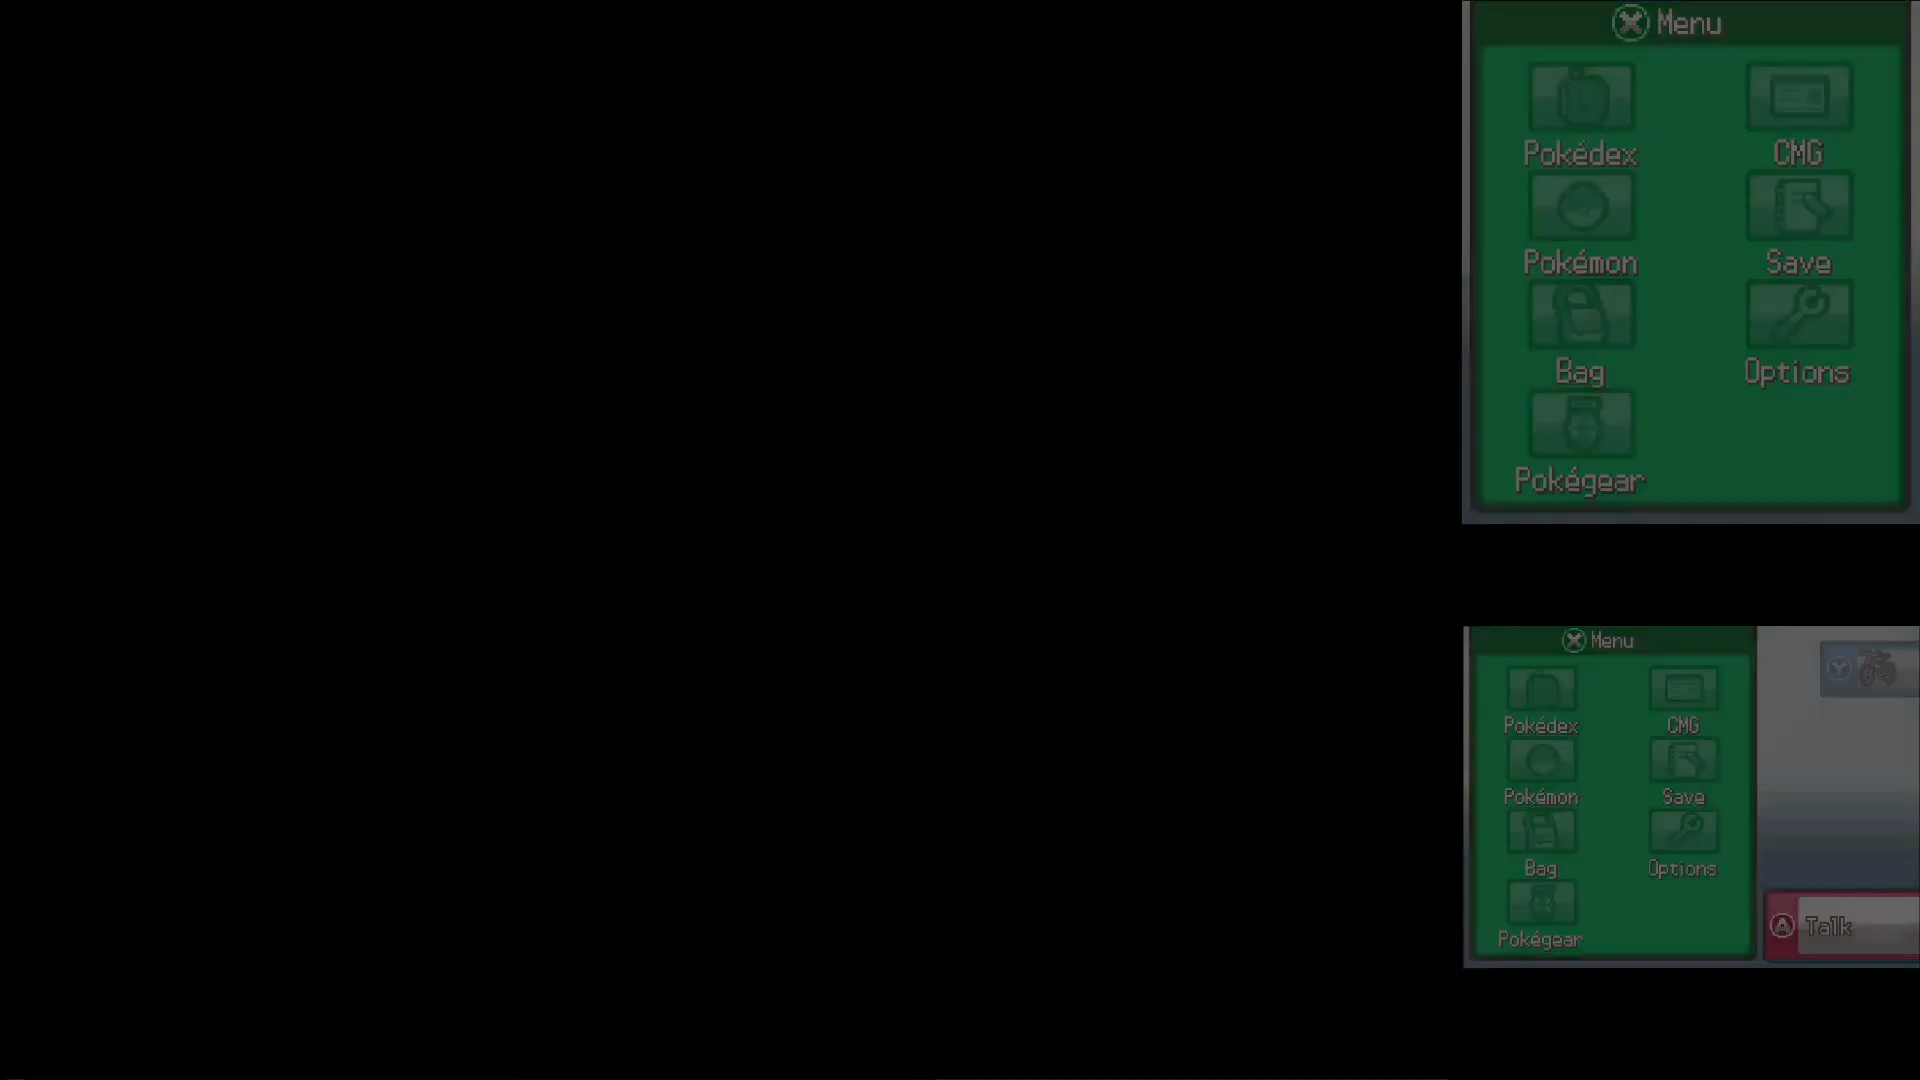 Menu
Pokédex CMG
Pokémon Save
Bag Options
Pokégear
Menu
Y
Pokédex CMG
Pokémon Save
Bag Options
A Talk
Pokégear